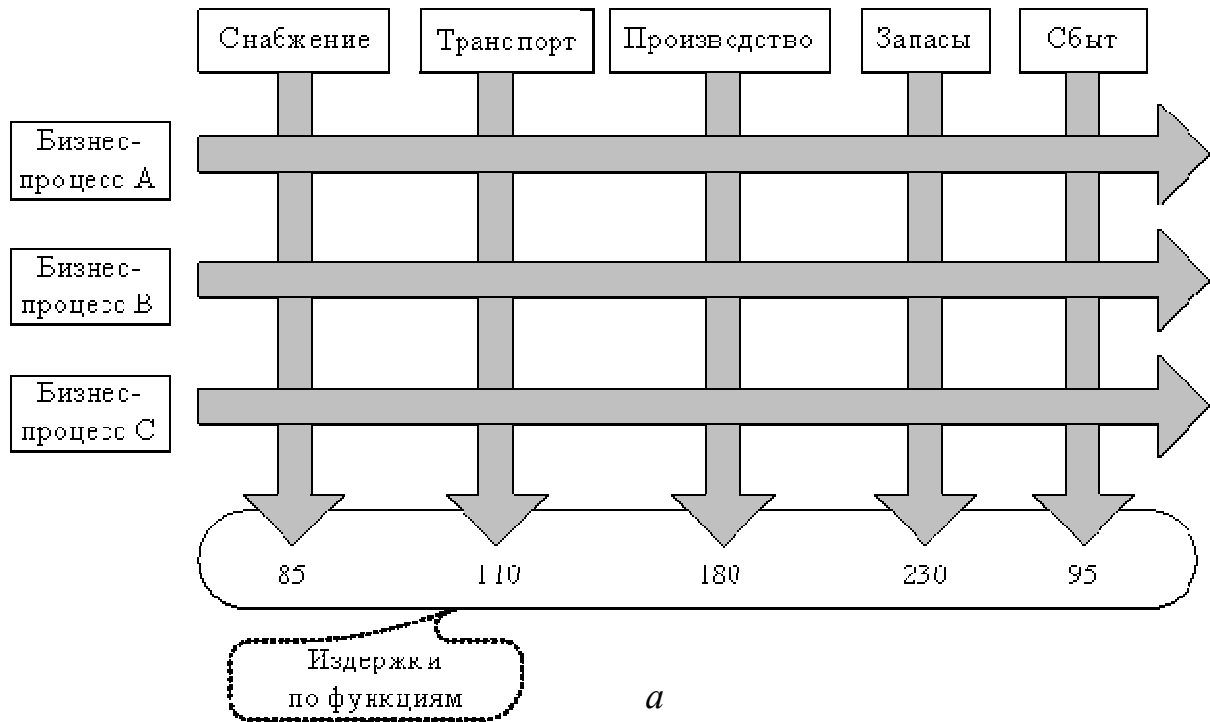 Снабжение
Транспорт
Производство
Запасы
Сбыт
Бизнес-
процесс A
Бизнес-
процесс B
Бизнес-
процесс C
85
110
180
230
95
Издержки
по функциям
а